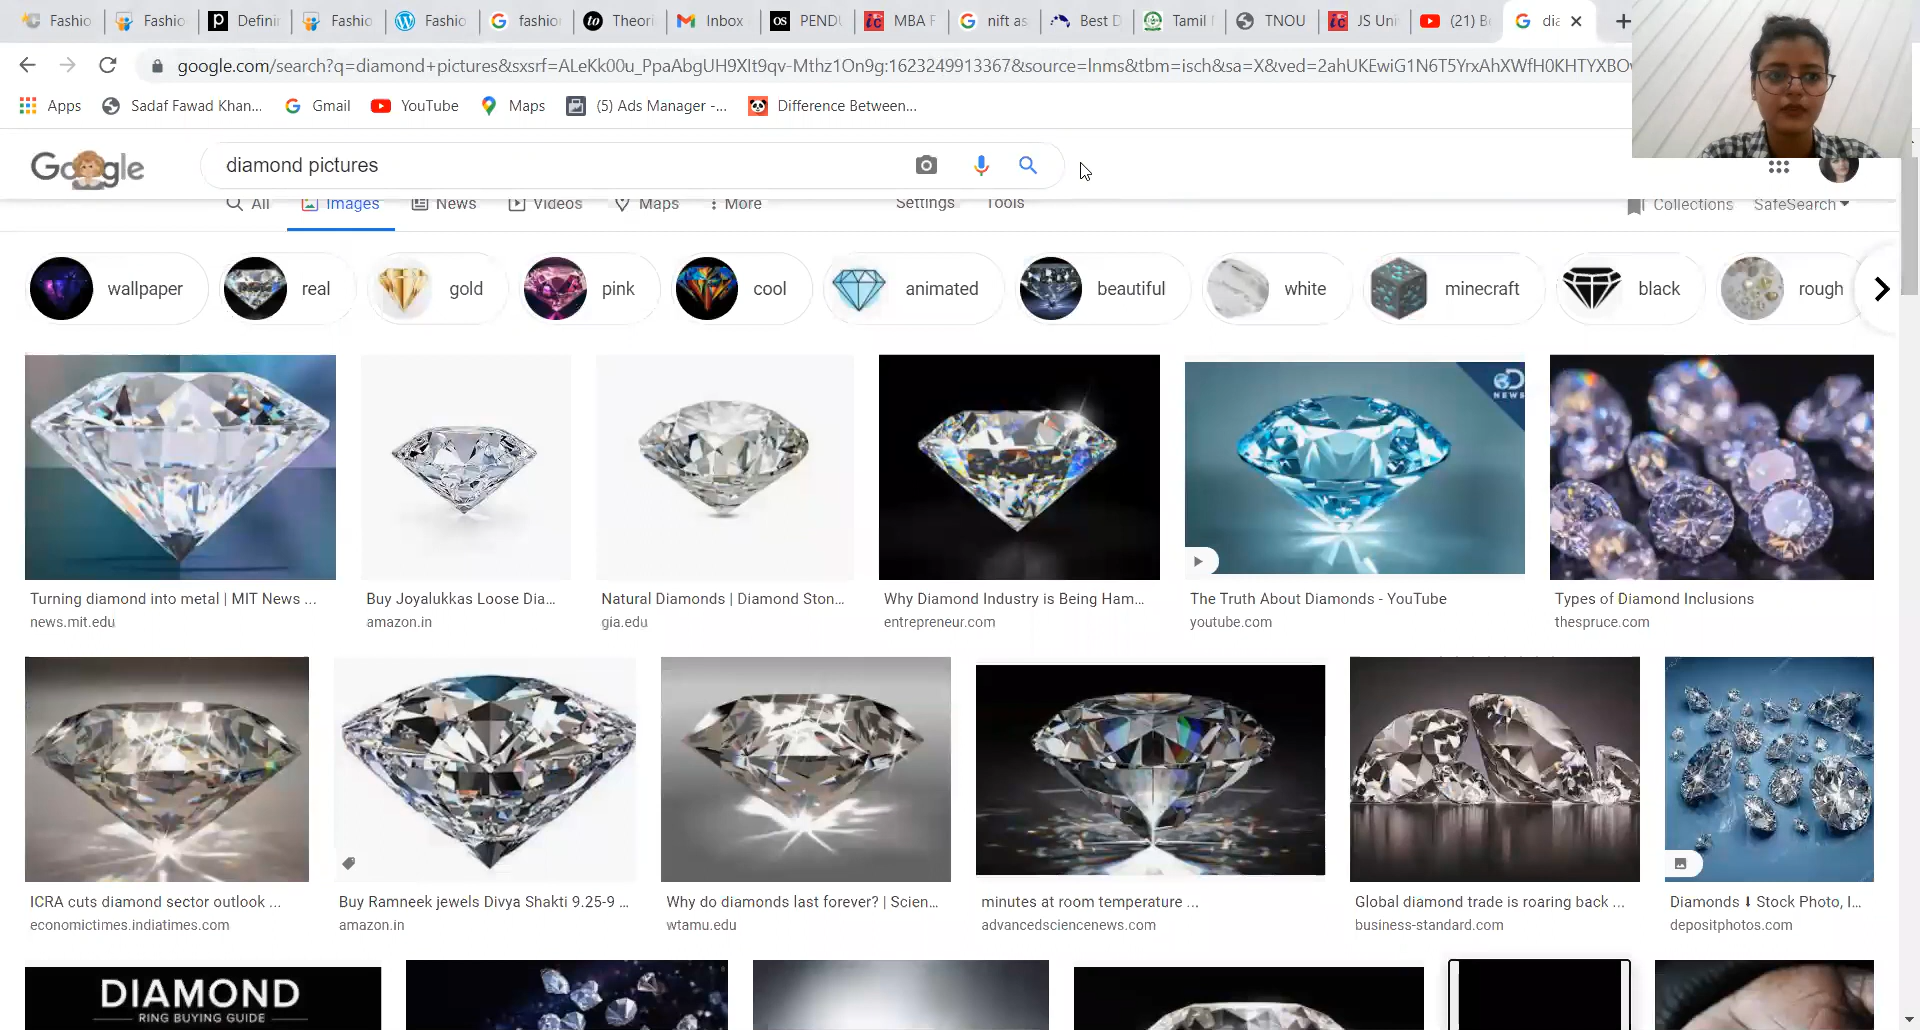 Fashio
Fashio
Definin
Fashio
Fashio
fashion
Theori
Inbox
PENDU
MBA F
nift as
Best D
Tamil N
TNOU
JS Uni
(21) Be
dia
google.com/search?q=diamond+pictures&sxsrf=ALeKk00u_PpaAbgUH9XIt9qv-Mthz1On9g:1623249913367&source=lnms&tbm=isch&sa=X&ved=2ahUKEwiG1N6T5YrxAhXWfH0KHTYXBO
Apps
Sadaf Fawad Khan...
Gmail
YouTube
Maps
(5) Ads Manager -...
Difference Between...
Google
diamond pictures
All
Images
News
Videos
Maps
More
Settings
Tools
Collections
SafeSearch
wallpaper
real
gold
pink
cool
animated
beautiful
white
minecraft
black
rough
NEWS
Turning diamond into metal | MIT News ...
news.mit.edu
Buy Joyalukkas Loose Dia...
amazon.in
Natural Diamonds | Diamond Ston...
gia.edu
Why Diamond Industry is Being Ham...
entrepreneur.com
The Truth About Diamonds - YouTube
youtube.com
Types of Diamond Inclusions
thespruce.com
ICRA cuts diamond sector outlook ...
economictimes.indiatimes.com
Buy Ramneek jewels Divya Shakti 9.25-9 ...
amazon.in
Why do diamonds last forever? | Scien...
wtamu.edu
minutes at room temperature ...
advancedsciencenews.com
Global diamond trade is roaring back ...
business-standard.com
Diamonds ⬇ Stock Photo, I...
depositphotos.com
DIAMOND
RING BUYING GUIDE